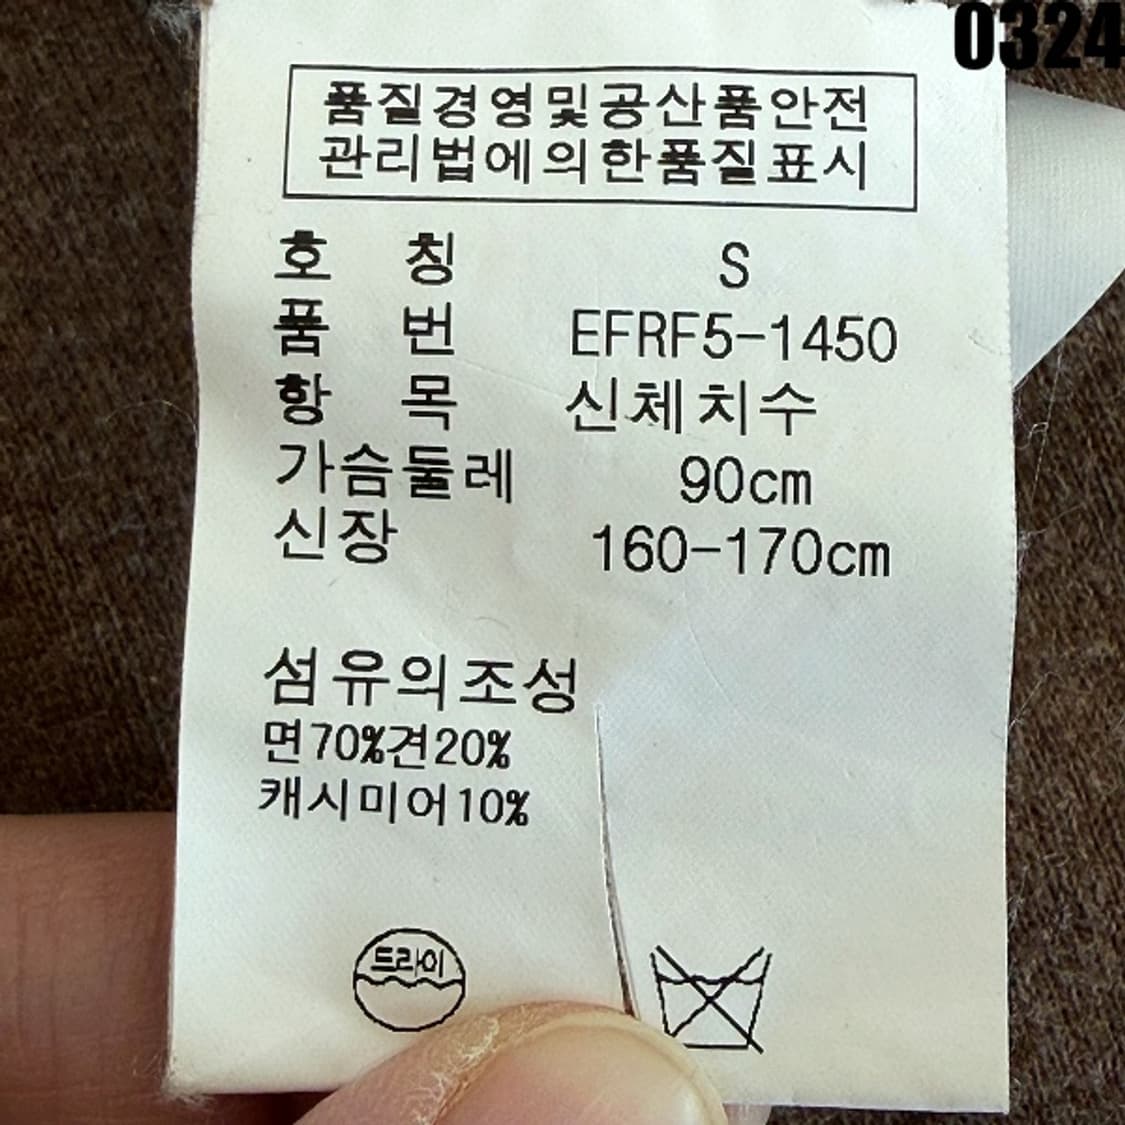 0324
품질경영및공산품안전
관리법에의한품질표시
호 칭 S
품 번 EFRF5-1450
항 목 신체치수
가슴둘레 90cm
신장 160-170cm
섬유의조성
면70%견20%
캐시미어10%
드라이